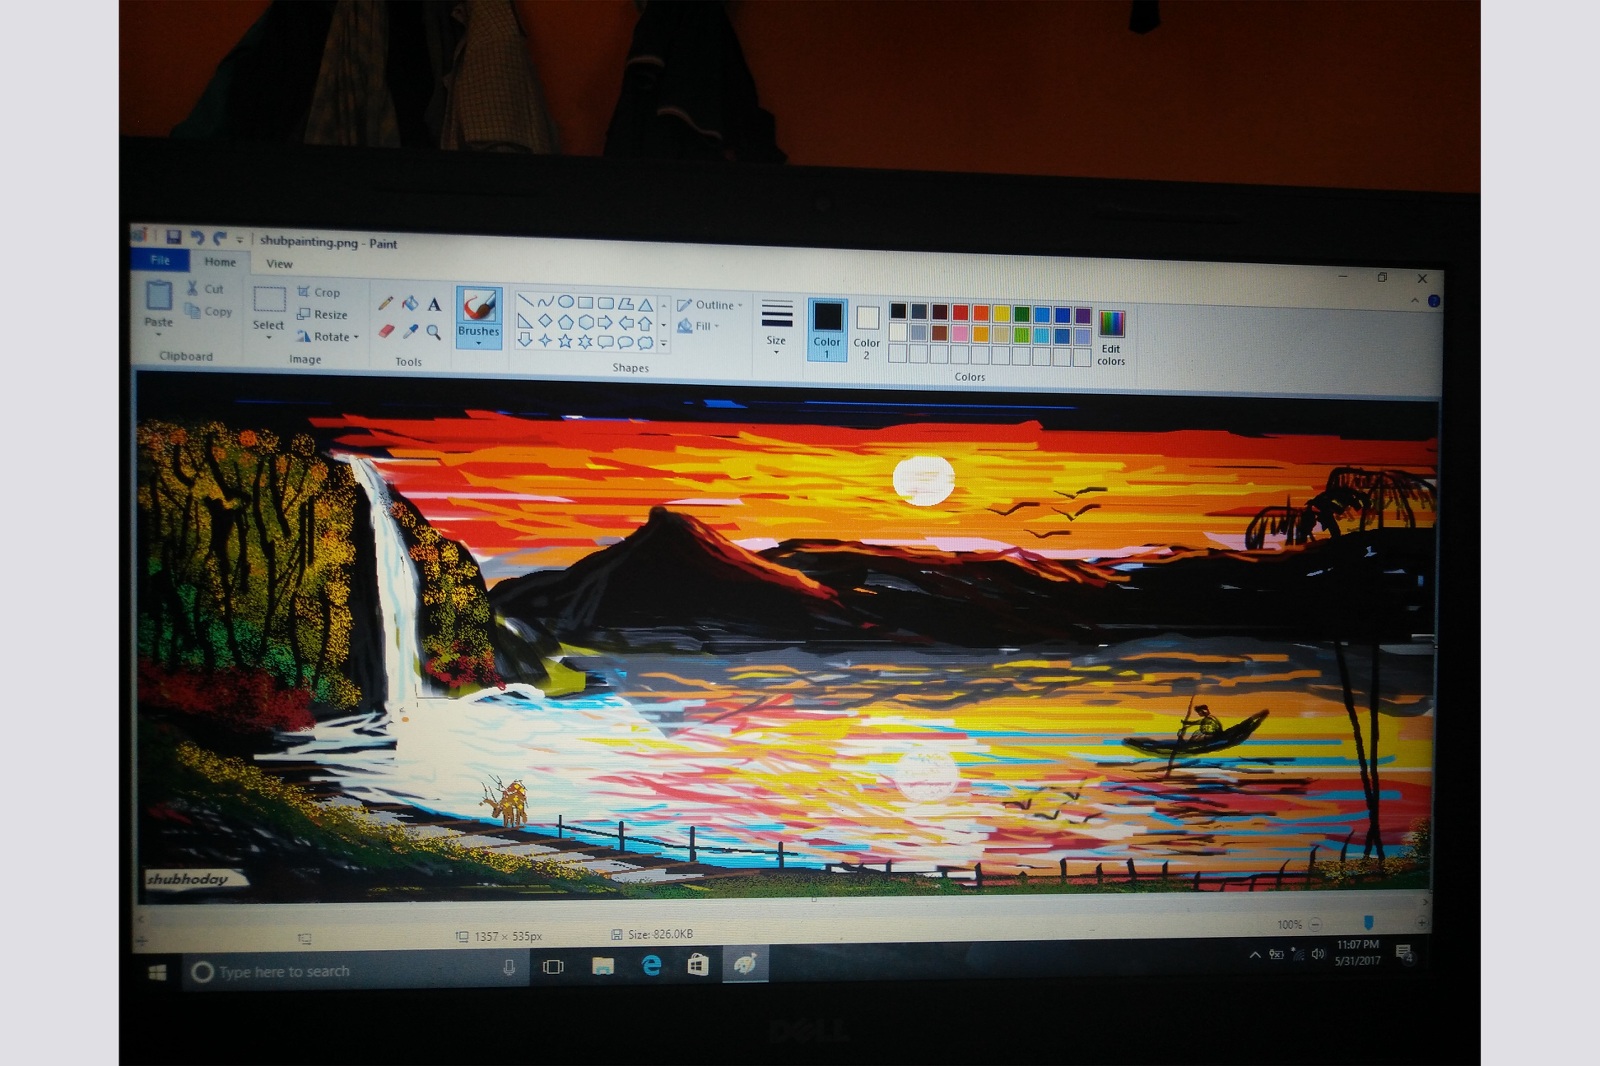 shubpainting.png - Paint
File Home View
Paste
Cut
Copy
Clipboard
Select
Crop
Resize
Rotate
Image
A
Tools
Brushes
Shapes
Outline
Fill
Size
Color 1
Color 2
Colors
Edit colors
shubhoday
1357 × 535px
Size: 826.0KB
100%
Type here to search
11:07 PM
5/31/2017
DELL